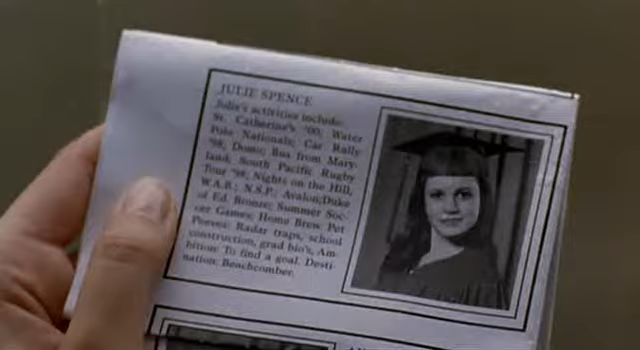 JULIE SPENCE
Julie's activities include:
St. Catherine's '00; Water
Polo Nationals; Car Rally
'98, Domo; Bus from Mary-
land; South Pacific Rugby
Tour '98; Nights on the Hill,
W.A.B.; N.S.P.; Avalon;Duke
of Ed. Bronze; Summer Soc-
cer Games; Home Brew. Pet
Peeves: Radar traps, school
construction, grad bio's, Am-
bition: To find a goal. Desti-
nation: Beachcomber.